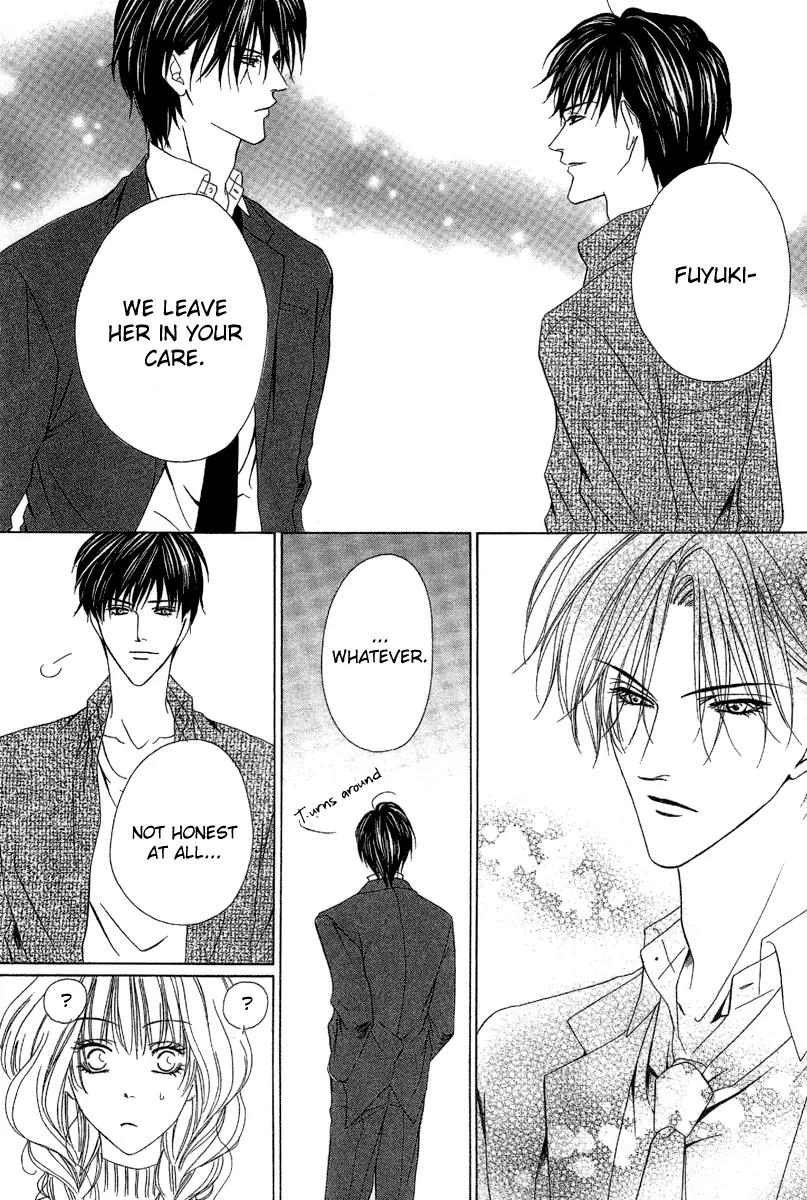 FUYUKI-
WE LEAVE
HER IN YOUR
CARE.
...
WHATEVER.
Turns around
NOT HONEST
AT ALL...
?
?